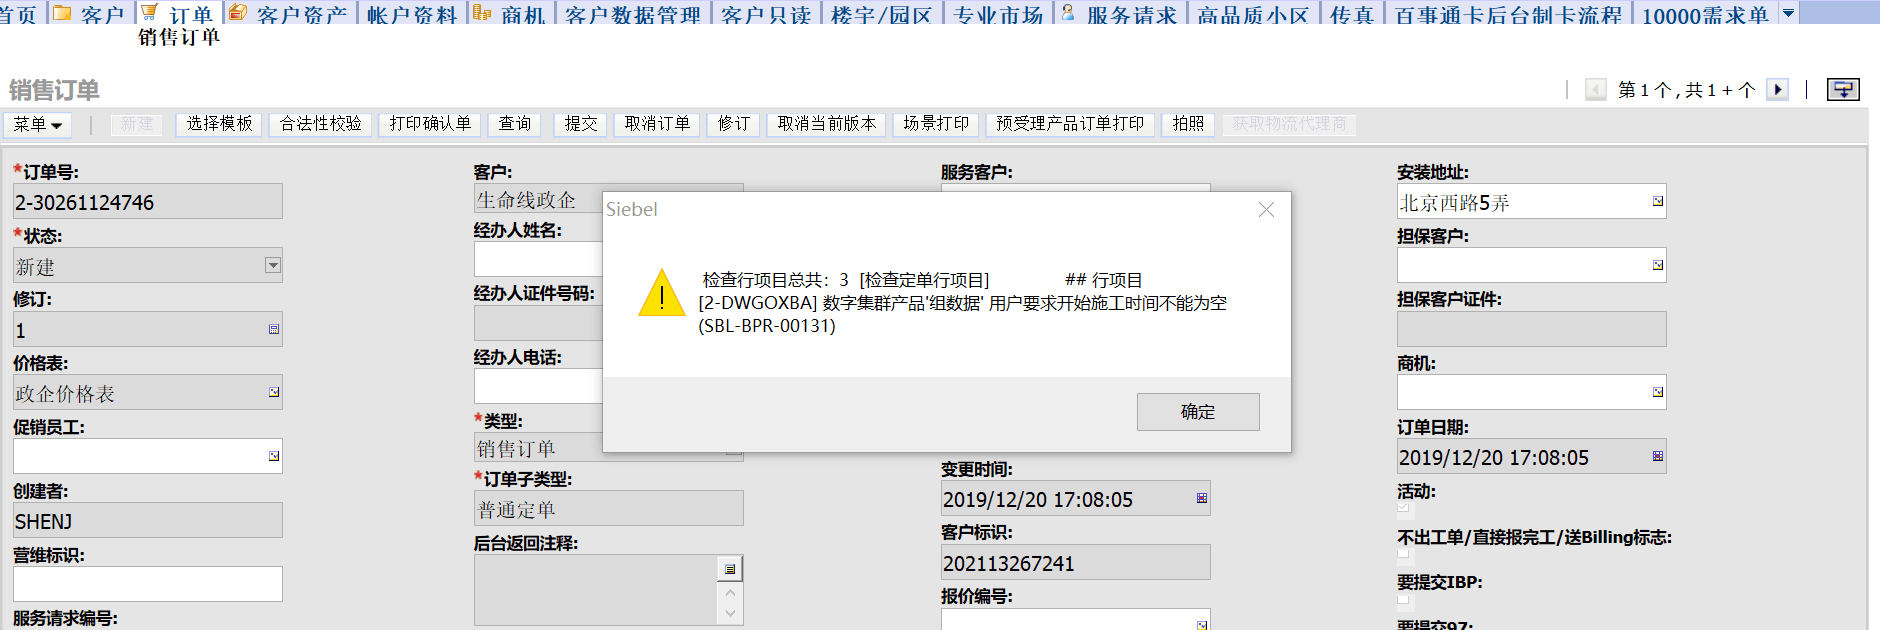 首页 客户 订单 客户资产 帐户资料 商机 客户数据管理 客户只读 楼宇/园区 专业市场 服务请求 高品质小区 传真 百事通卡后台制卡流程 10000需求单
销售订单
销售订单 第1个,共1+个
菜单 新建 选择模板 合法性校验 打印确认单 查询 提交 取消订单 修订 取消当前版本 场景打印 预受理产品订单打印 拍照 获取物流代理商
*订单号:
2-30261124746
*状态:
新建
修订:
1
价格表:
政企价格表
促销员工:
创建者:
SHENJ
营维标识:
服务请求编号:
客户:
生命线政企
经办人姓名:
经办人证件号码:
经办人电话:
*类型:
销售订单
*订单子类型:
普通定单
后台返回注释:
服务客户:
Siebel
检查行项目总共：3 [检查定单行项目] ## 行项目
[2-DWGOXBA] 数字集群产品'组数据' 用户要求开始施工时间不能为空
(SBL-BPR-00131)
确定
变更时间:
2019/12/20 17:08:05
客户标识:
202113267241
报价编号:
安装地址:
北京西路5弄
担保客户:
担保客户证件:
商机:
订单日期:
2019/12/20 17:08:05
活动:
不出工单/直接报完工/送Billing标志:
要提交IBP:
要提交97: